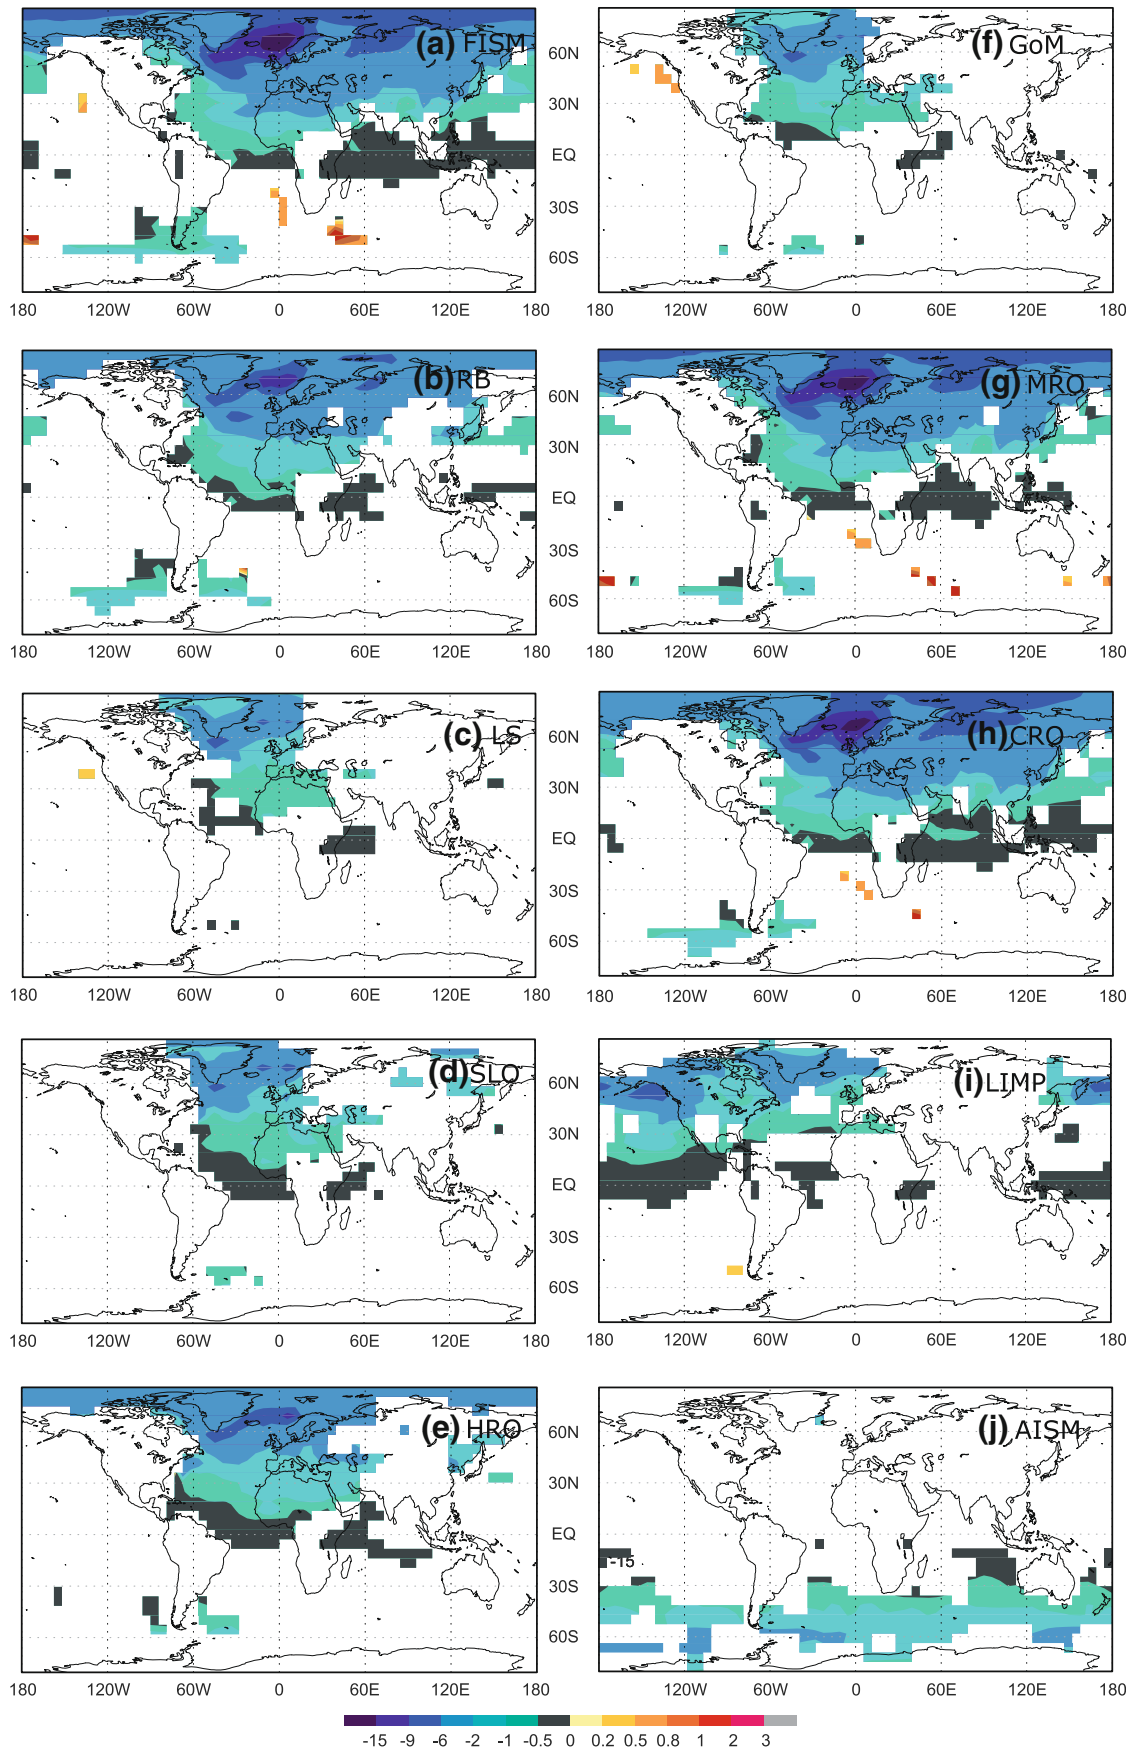 (a) FISM
60N
30N
EQ
30S
60S
180 120W 60W 0 60E 120E 180
(f) GoM
180 120W 60W 0 60E 120E 180
(b) RB
60N
30N
EQ
30S
60S
180 120W 60W 0 60E 120E 180
(g) MRO
180 120W 60W 0 60E 120E 180
(c) LS
60N
30N
EQ
30S
60S
180 120W 60W 0 60E 120E 180
(h) CRO
180 120W 60W 0 60E 120E 180
(d) SLO
60N
30N
EQ
30S
60S
180 120W 60W 0 60E 120E 180
(i) LIMP
180 120W 60W 0 60E 120E 180
(e) HRO
60N
30N
EQ
30S
60S
180 120W 60W 0 60E 120E 180
(j) AISM
-15
180 120W 60W 0 60E 120E 180
-15 -9 -6 -2 -1 -0.5 0 0.2 0.5 0.8 1 2 3